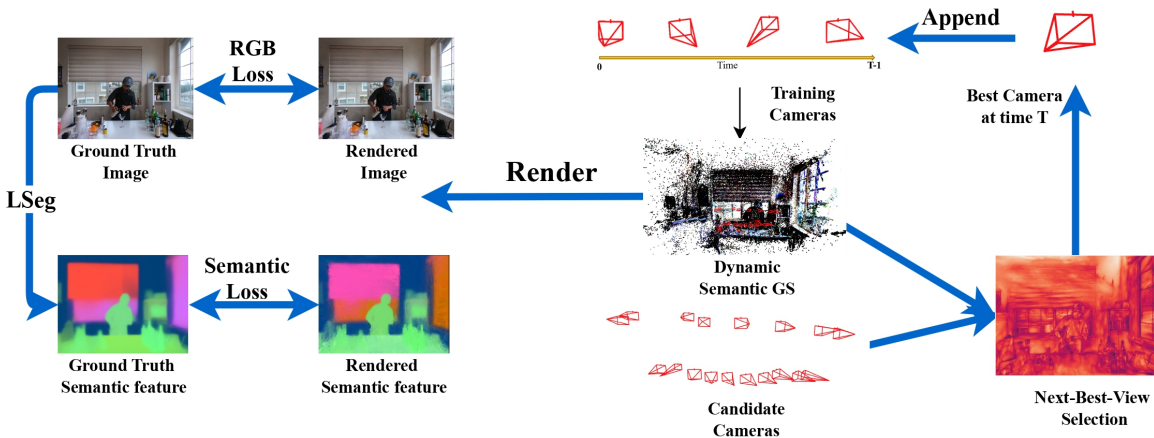 RGB
Loss
Ground Truth
Image
Rendered
Image
LSeg
Semantic
Loss
Ground Truth
Semantic feature
Rendered
Semantic feature
Render
0
Time
T-1
Training
Cameras
Dynamic
Semantic GS
Candidate
Cameras
Append
Best Camera
at time T
Next-Best-View
Selection